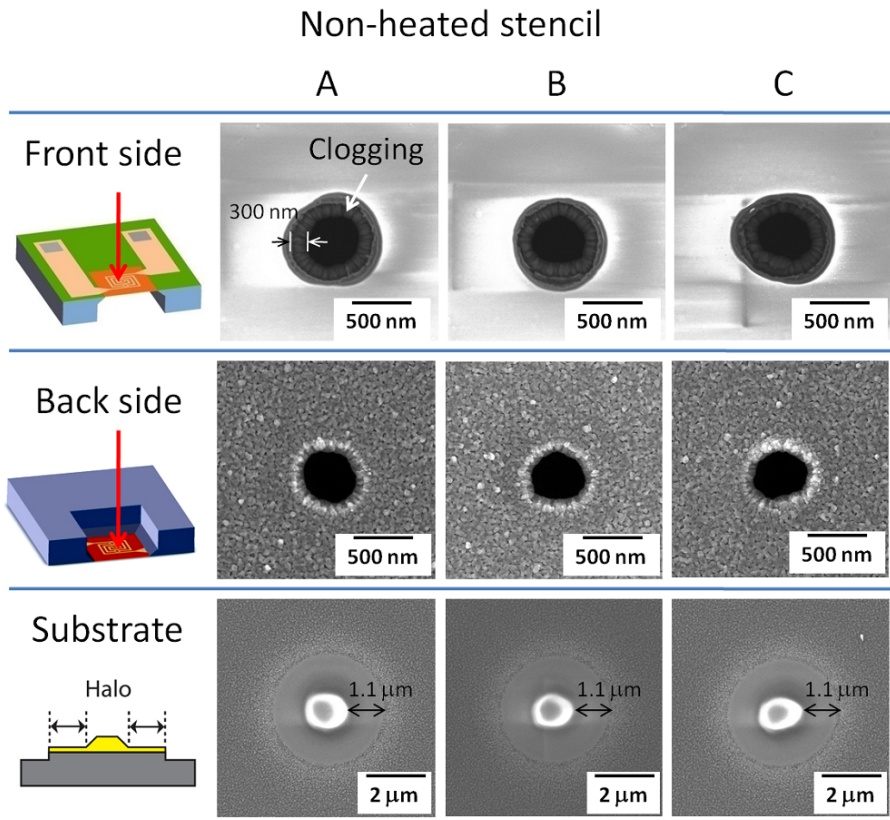 Non-heated stencil
A B C
Front side
Clogging
300 nm
500 nm 500 nm 500 nm
Back side
500 nm 500 nm 500 nm
Substrate
Halo
1.1 μm 1.1 μm 1.1 μm
2 μm 2 μm 2 μm